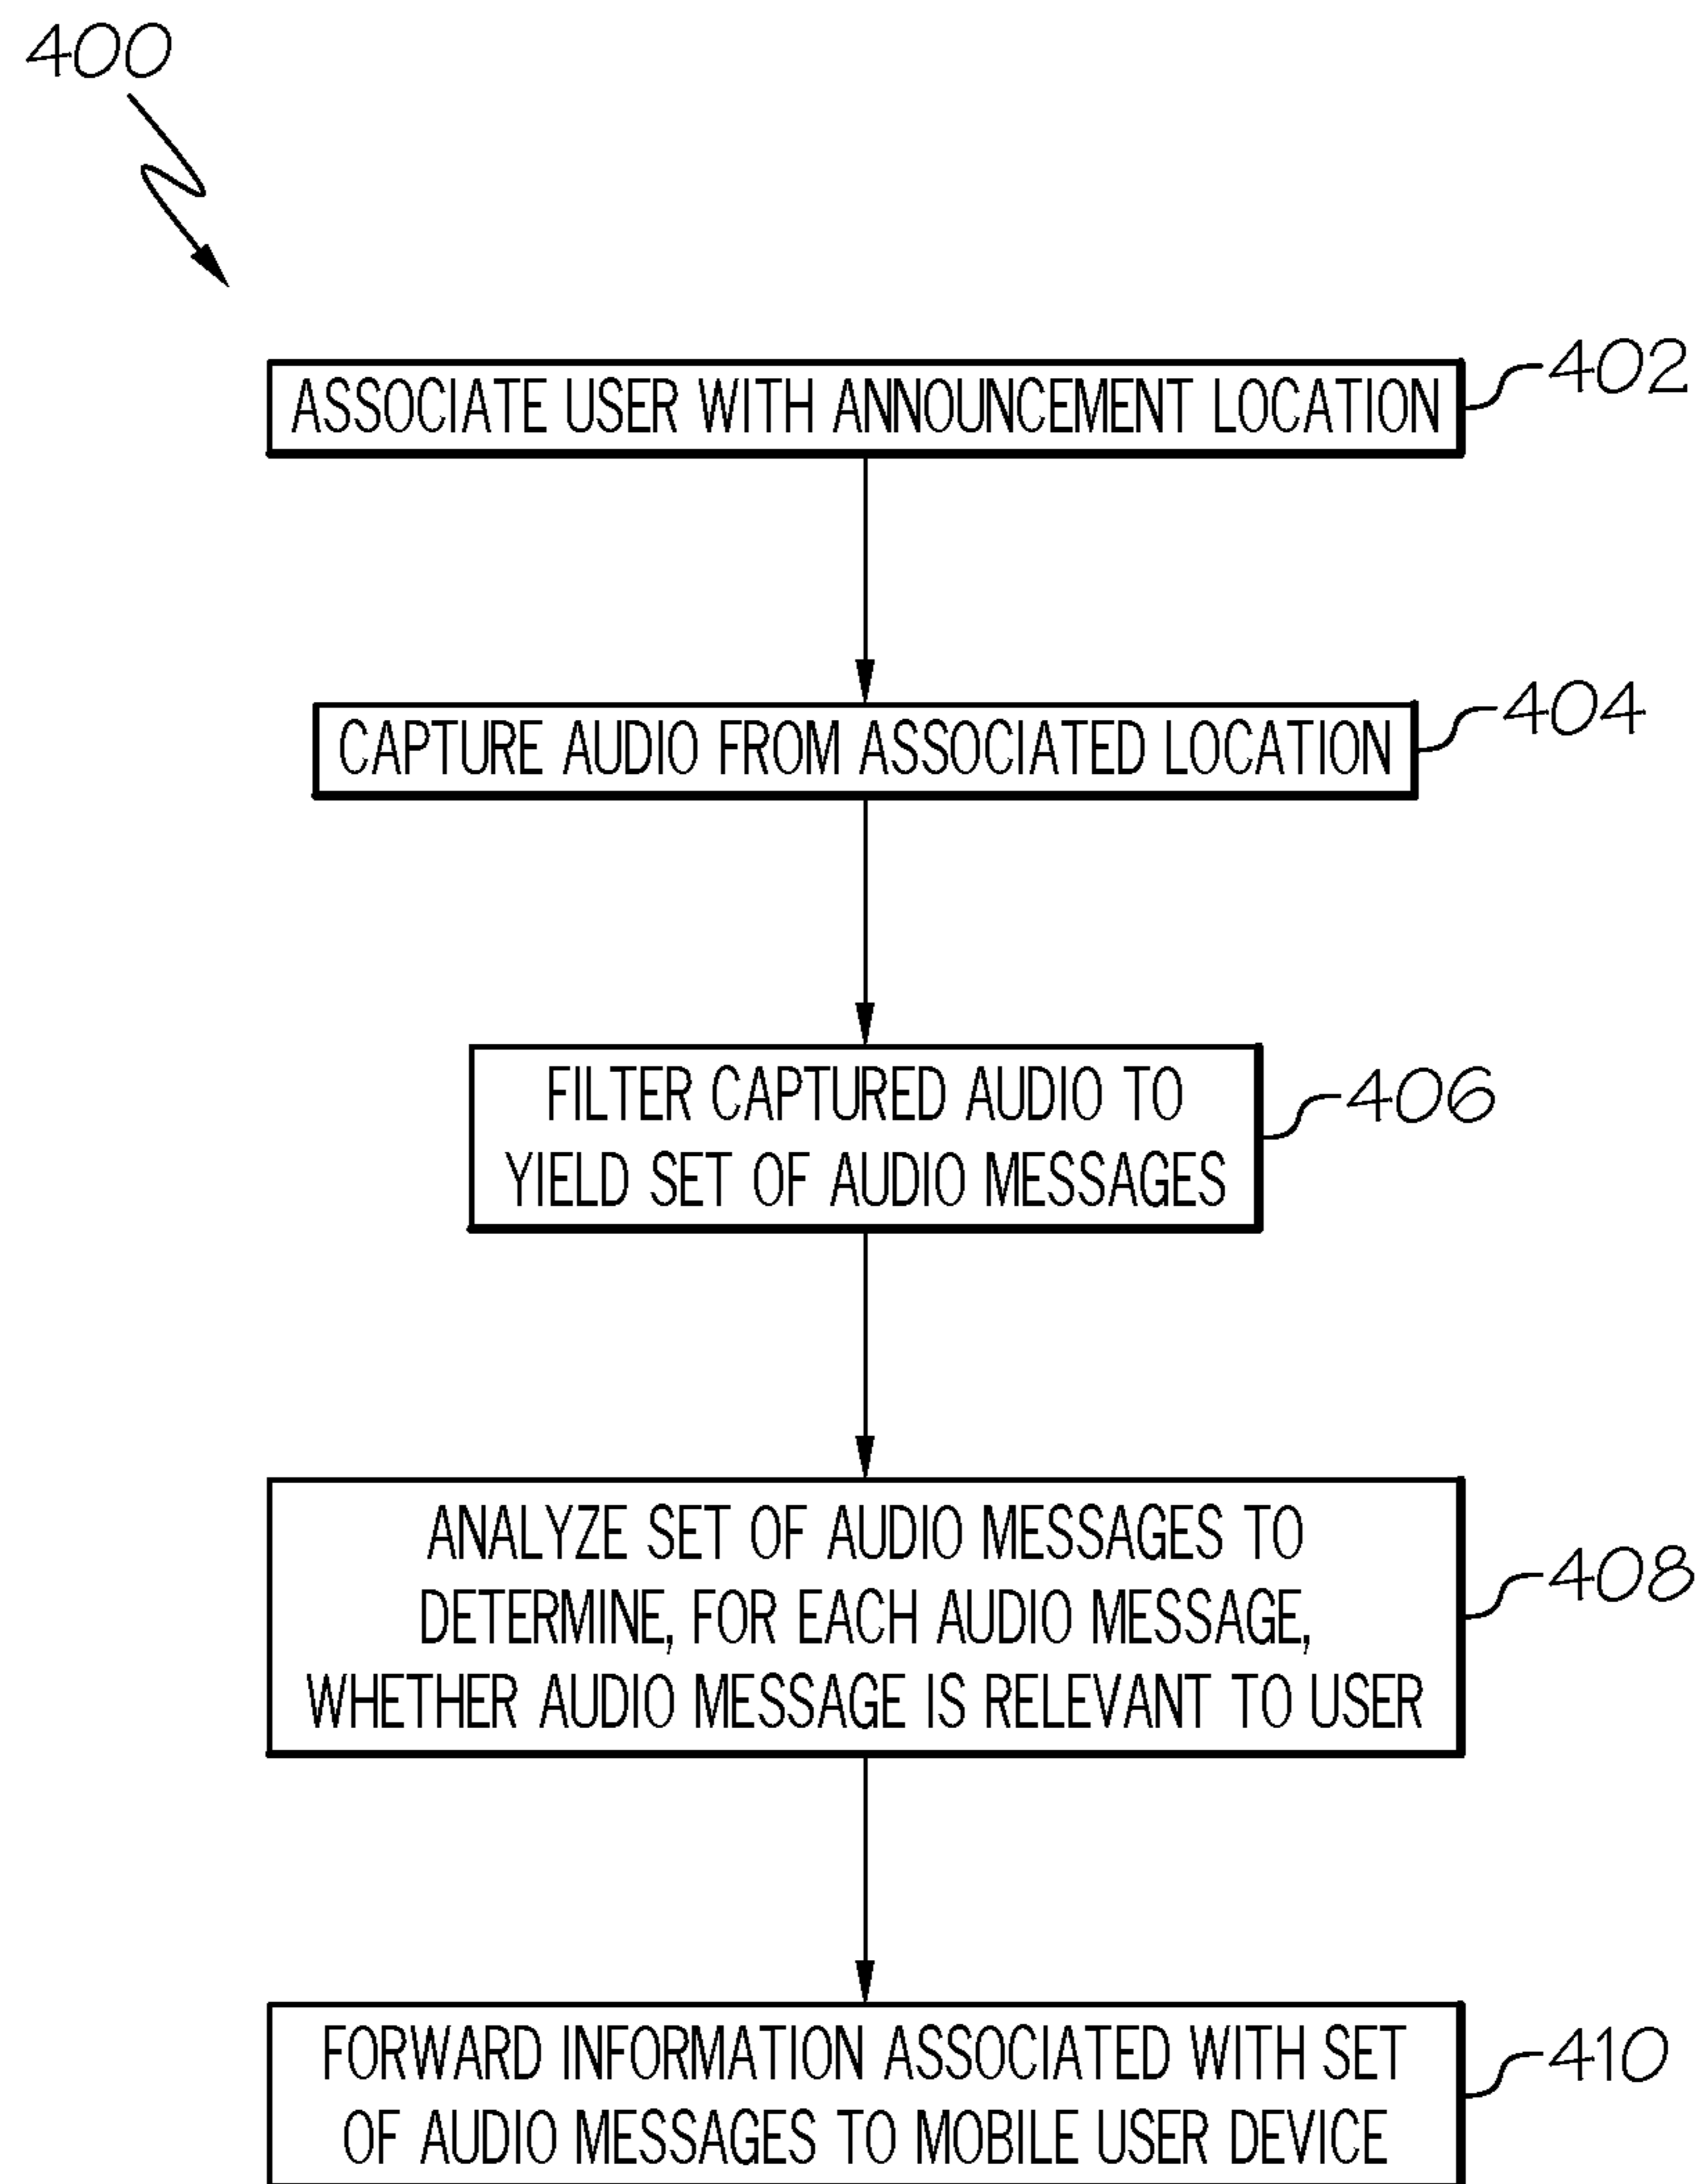 400
ASSOCIATE USER WITH ANNOUNCEMENT LOCATION
402
CAPTURE AUDIO FROM ASSOCIATED LOCATION
404
FILTER CAPTURED AUDIO TO
YIELD SET OF AUDIO MESSAGES
406
ANALYZE SET OF AUDIO MESSAGES TO
DETERMINE, FOR EACH AUDIO MESSAGE,
WHETHER AUDIO MESSAGE IS RELEVANT TO USER
408
FORWARD INFORMATION ASSOCIATED WITH SET
OF AUDIO MESSAGES TO MOBILE USER DEVICE
410